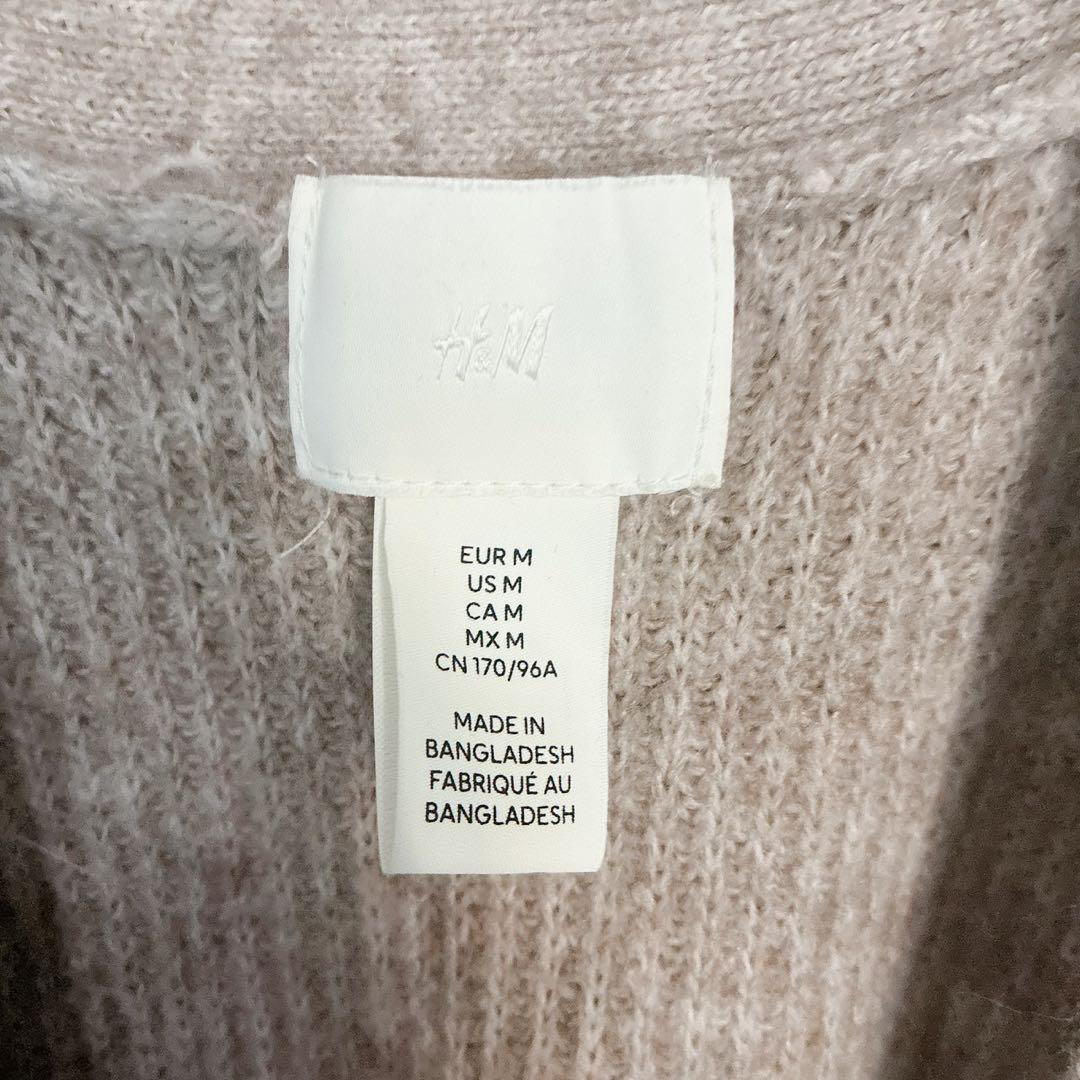 H&M
EUR M
US M
CA M
MX M
CN 170/96A
MADE IN
BANGLADESH
FABRIQUÉ AU
BANGLADESH